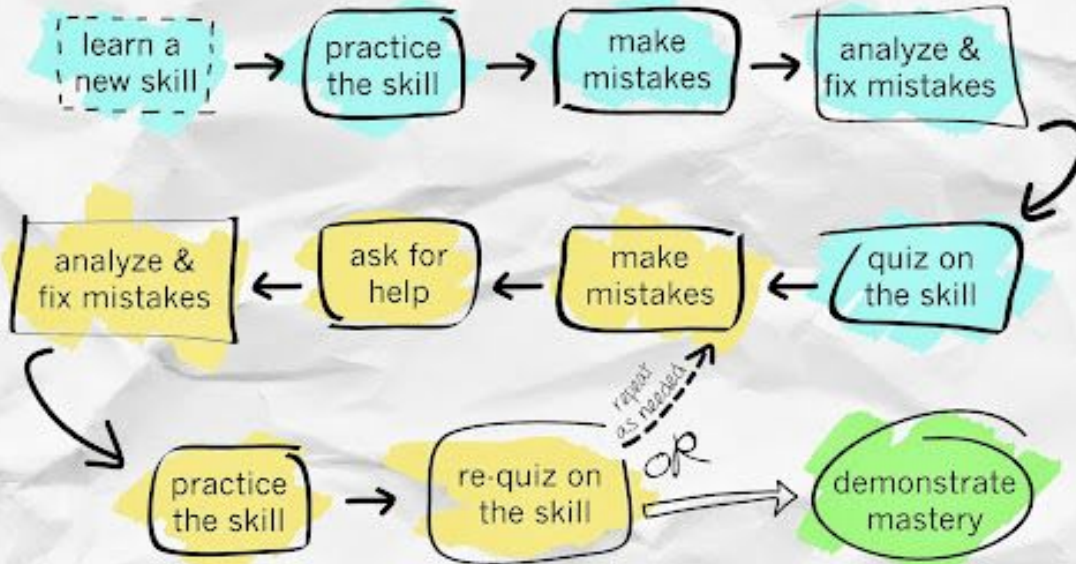 learn a
new skill
practice
the skill
make
mistakes
analyze &
fix mistakes
quiz on
the skill
make
mistakes
ask for
help
analyze &
fix mistakes
practice
the skill
re-quiz on
the skill
repeat
as needed
OR
demonstrate
mastery